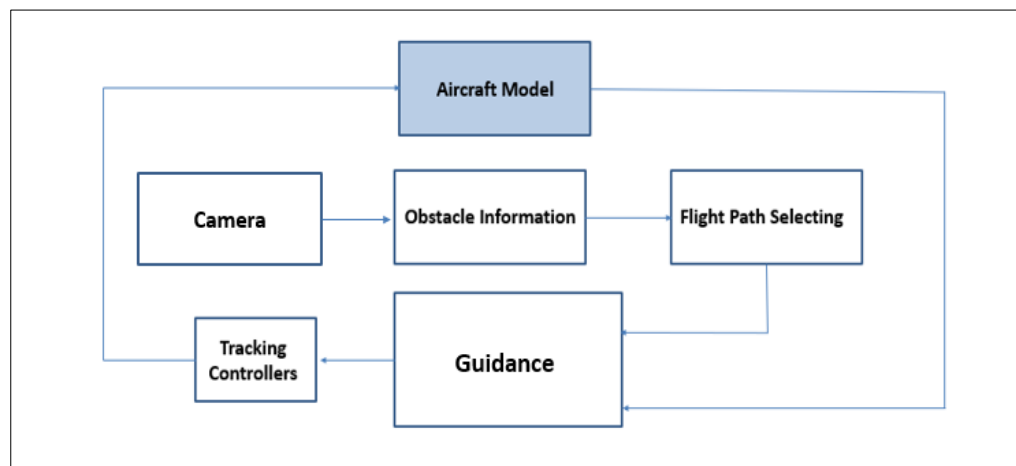 Aircraft Model
Camera
Obstacle Information
Flight Path Selecting
Tracking
Controllers
Guidance